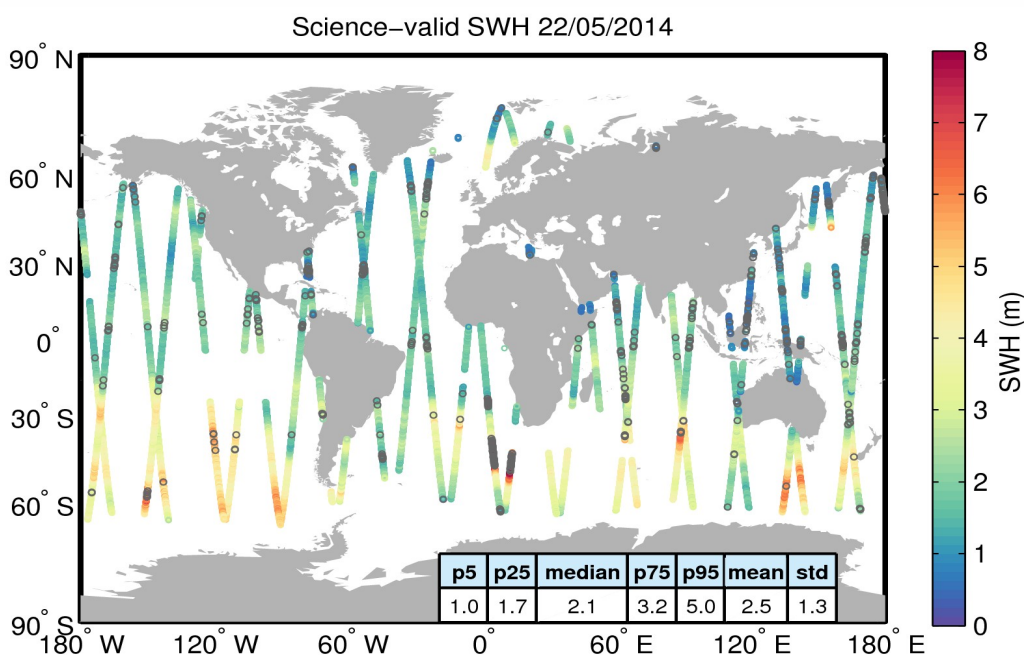 Science−valid SWH 22/05/2014
90° N
60° N
30° N
0°
30° S
60° S
90° S
180° W
120° W
60° W
0°
60° E
120° E
180° E
p5 p25 median p75 p95 mean std
1.0 1.7 2.1 3.2 5.0 2.5 1.3
8
7
6
5
4
3
2
1
0
SWH (m)